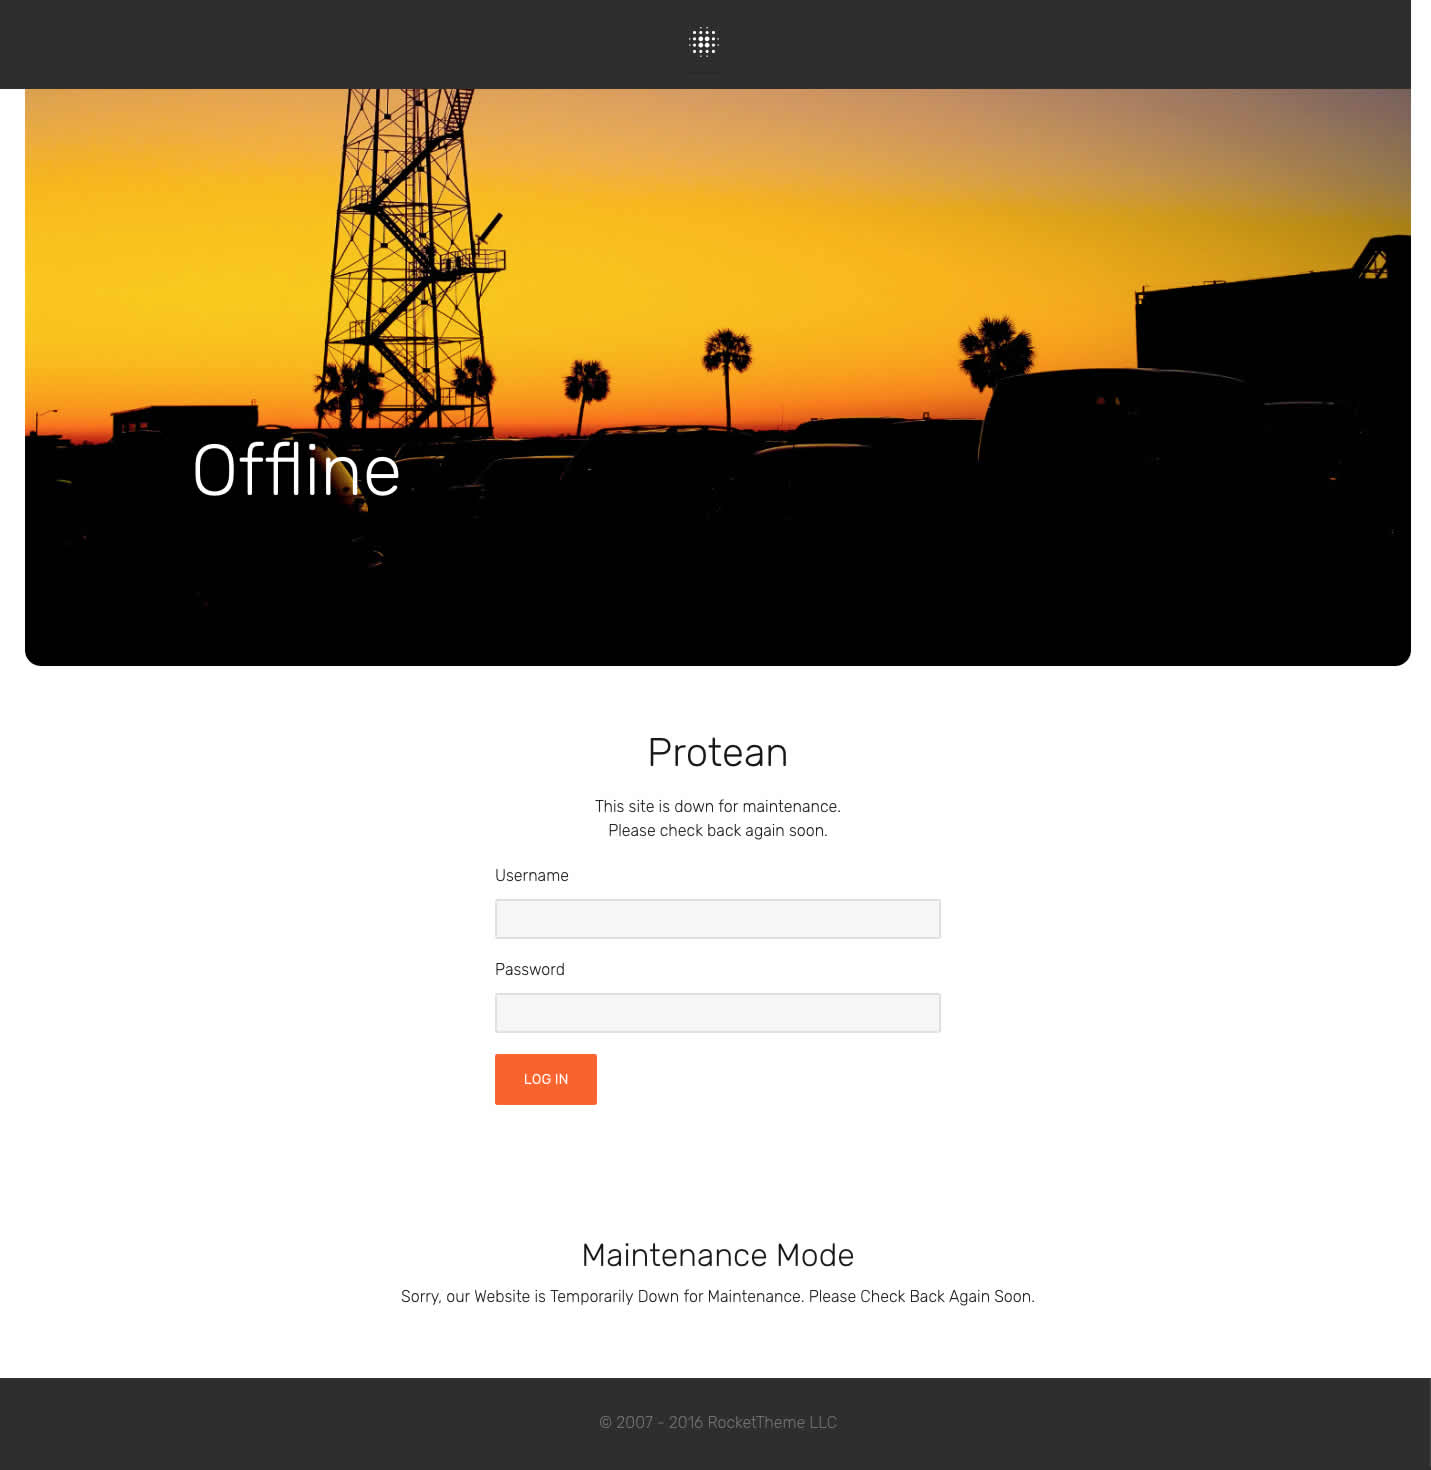 Offline
Protean
This site is down for maintenance.
Please check back again soon.
Username
Password
LOG IN
Maintenance Mode
Sorry, our Website is Temporarily Down for Maintenance. Please Check Back Again Soon.
© 2007 - 2016 RocketTheme LLC